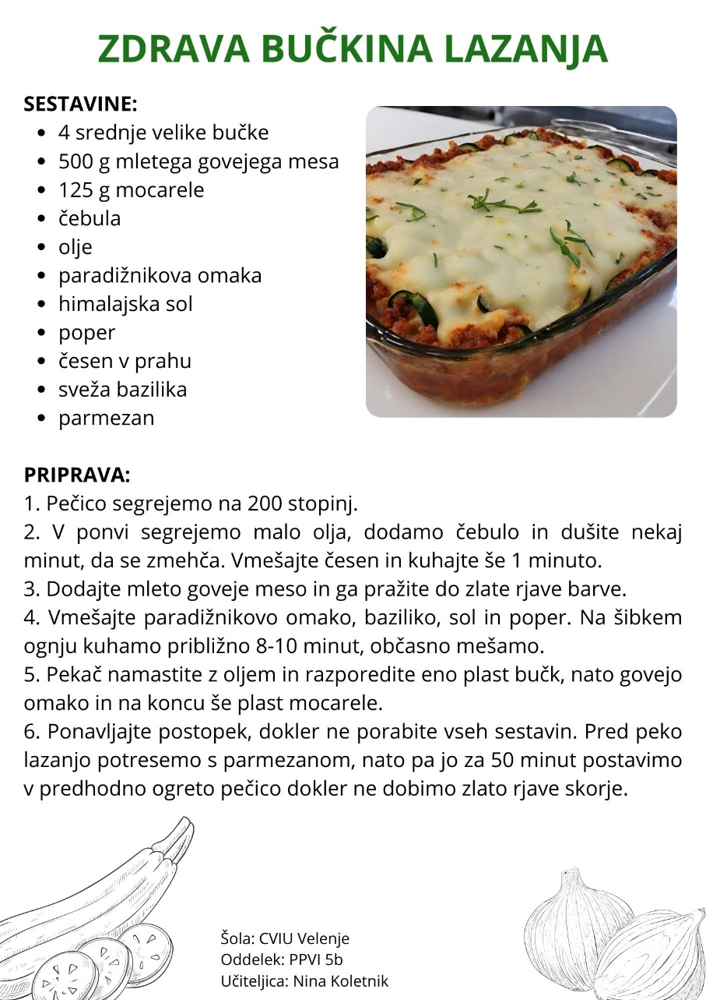 ZDRAVA BUČKINA LAZANJA
SESTAVINE:
• 4 srednje velike bučke
• 500 g mletega govejega mesa
• 125 g mocarele
• čebula
• olje
• paradižnikova omaka
• himalajska sol
• poper
• česen v prahu
• sveža bazilika
• parmezan
PRIPRAVA:
1. Pečico segrejemo na 200 stopinj.
2. V ponvi segrejemo malo olja, dodamo čebulo in dušite nekaj
minut, da se zmehča. Vmešajte česen in kuhajte še 1 minuto.
3. Dodajte mleto goveje meso in ga pražite do zlate rjave barve.
4. Vmešajte paradižnikovo omako, baziliko, sol in poper. Na šibkem
ognju kuhamo približno 8-10 minut, občasno mešamo.
5. Pekač namastite z oljem in razporedite eno plast bučk, nato govejo
omako in na koncu še plast mocarele.
6. Ponavljajte postopek, dokler ne porabite vseh sestavin. Pred peko
lazanjo potresemo s parmezanom, nato pa jo za 50 minut postavimo
v predhodno ogreto pečico dokler ne dobimo zlato rjave skorje.
Šola: CVIU Velenje
Oddelek: PPVI 5b
Učiteljica: Nina Koletnik